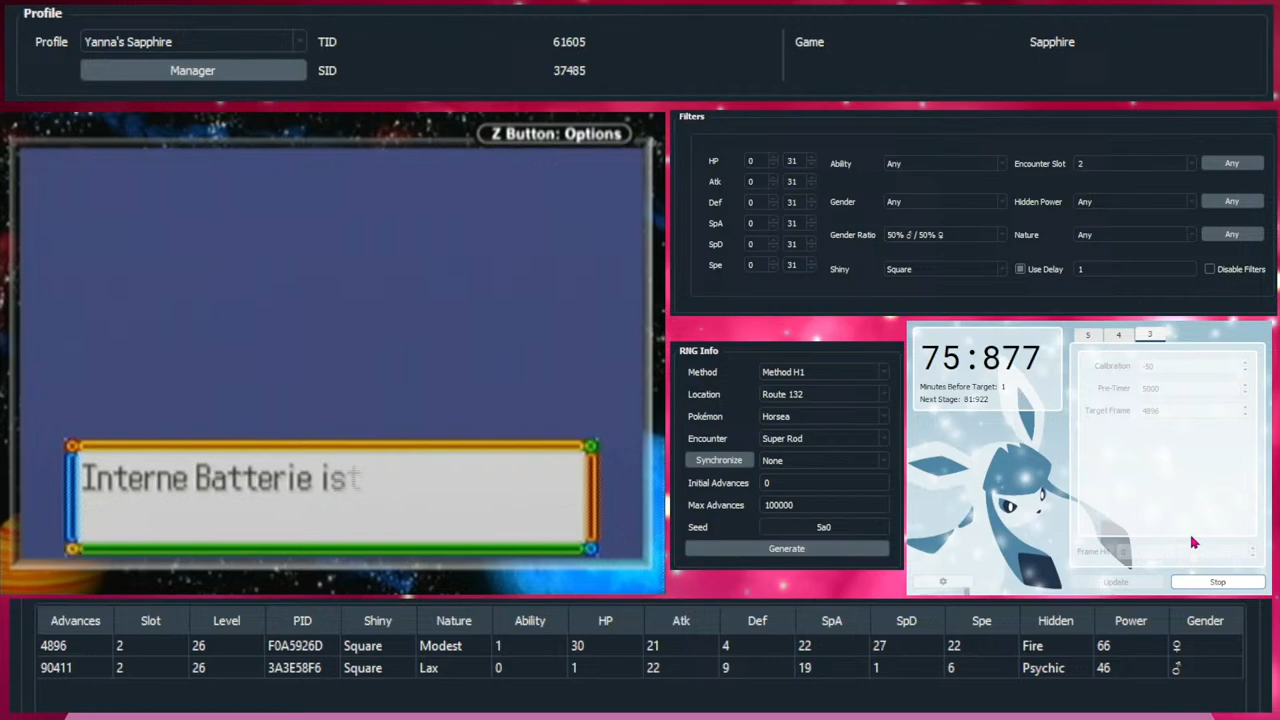 Profile
Profile Yanna's Sapphire TID 61605 Game Sapphire
Manager SID 37485
Z Button: Options
Interne Batterie ist
Filters
HP 0 31 Ability Any Encounter Slot 2 Any
Atk 0 31
Def 0 31 Gender Any Hidden Power Any Any
SpA 0 31
Gender Ratio 50% ♂ / 50% ♀ Nature Any Any
SpD 0 31
Spe 0 31 Shiny Square Use Delay 1 Disable Filters
RNG Info
Method Method H1
Location Route 132
Pokémon Horsea
Encounter Super Rod
Synchronize None
Initial Advances 0
Max Advances 100000
Seed 5a0
Generate
75:877
Minutes Before Target: 1
Next Stage: 81:922
5 4 3
Calibration -50
Pre-Timer 5000
Target Frame 4896
Frame Hit 0
Update Stop
Advances Slot Level PID Shiny Nature Ability HP Atk Def SpA SpD Spe Hidden Power Gender
4896 2 26 F0A5926D Square Modest 1 30 21 4 22 27 22 Fire 66 ♀
90411 2 26 3A3E58F6 Square Lax 0 1 22 9 19 1 6 Psychic 46 ♂